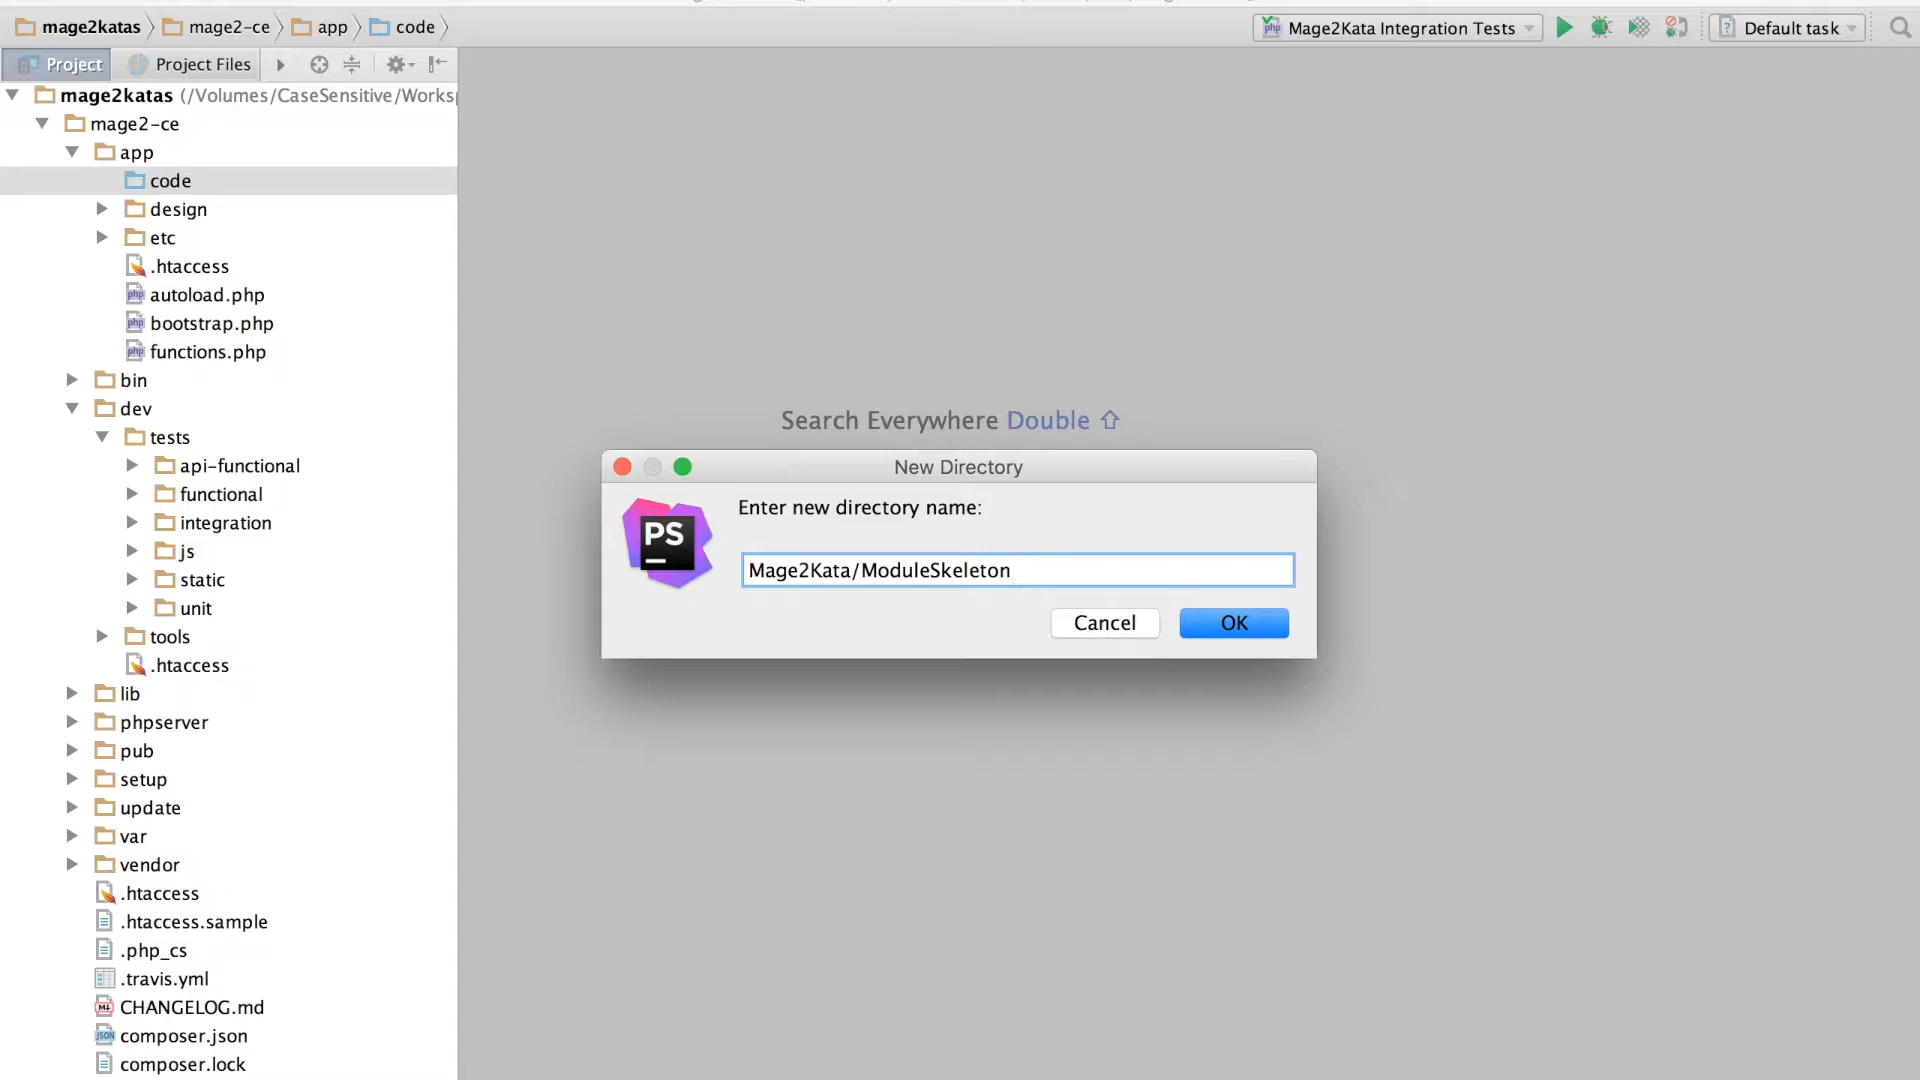 mage2katas mage2-ce app code
Mage2Kata Integration Tests Default task
Project Project Files
mage2katas (/Volumes/CaseSensitive/Works
mage2-ce
app
code
design
etc
.htaccess
autoload.php
bootstrap.php
functions.php
bin
dev
tests
api-functional
functional
integration
js
static
unit
tools
.htaccess
lib
phpserver
pub
setup
update
var
vendor
.htaccess
.htaccess.sample
.php_cs
.travis.yml
CHANGELOG.md
composer.json
composer.lock
Search Everywhere Double ⇧
New Directory
PS
Enter new directory name:
Mage2Kata/ModuleSkeleton
Cancel OK